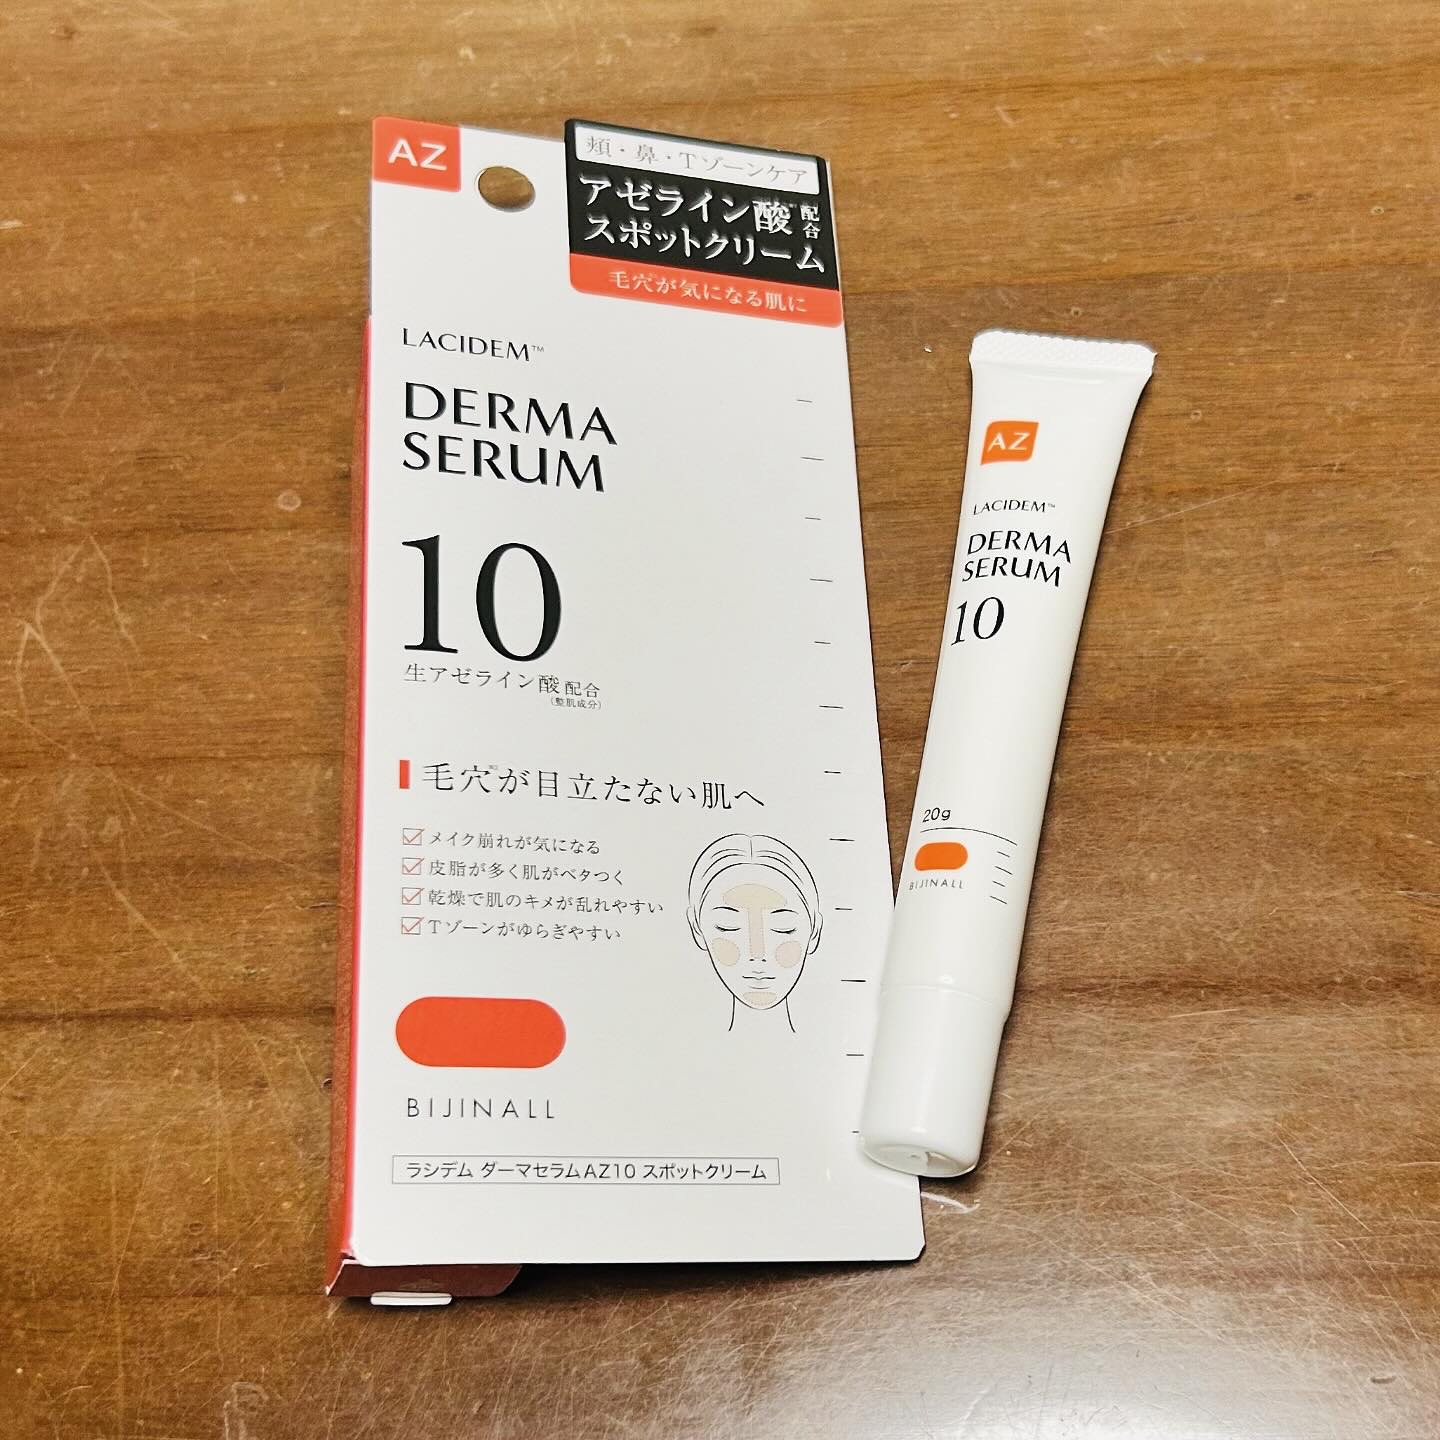 AZ
頬・鼻・Tゾーンケア
アゼライン酸配合
スポットクリーム
毛穴が気になる肌に
LACIDEM™
DERMA
SERUM
10
生アゼライン酸配合
(整肌成分)
毛穴が目立たない肌へ
メイク崩れが気になる
皮脂が多く肌がベタつく
乾燥で肌のキメが乱れやすい
Tゾーンがゆらぎやすい
BIJINALL
ラシデム ダーマセラムAZ10 スポットクリーム
AZ
LACIDEM™
DERMA
SERUM
10
20g
BIJINALL